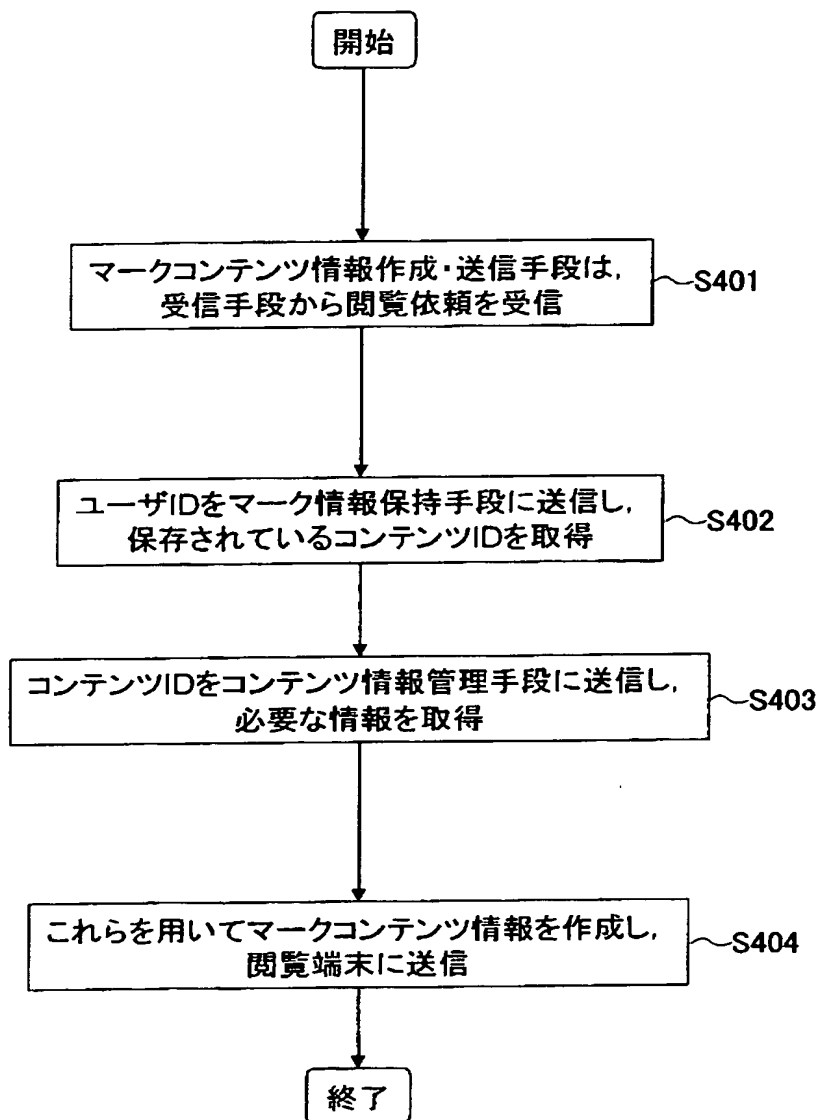 開始
マークコンテンツ情報作成・送信手段は,
受信手段から閲覧依頼を受信
S401
ユーザIDをマーク情報保持手段に送信し,
保存されているコンテンツIDを取得
S402
コンテンツIDをコンテンツ情報管理手段に送信し,
必要な情報を取得
S403
これらを用いてマークコンテンツ情報を作成し,
閲覧端末に送信
S404
終了